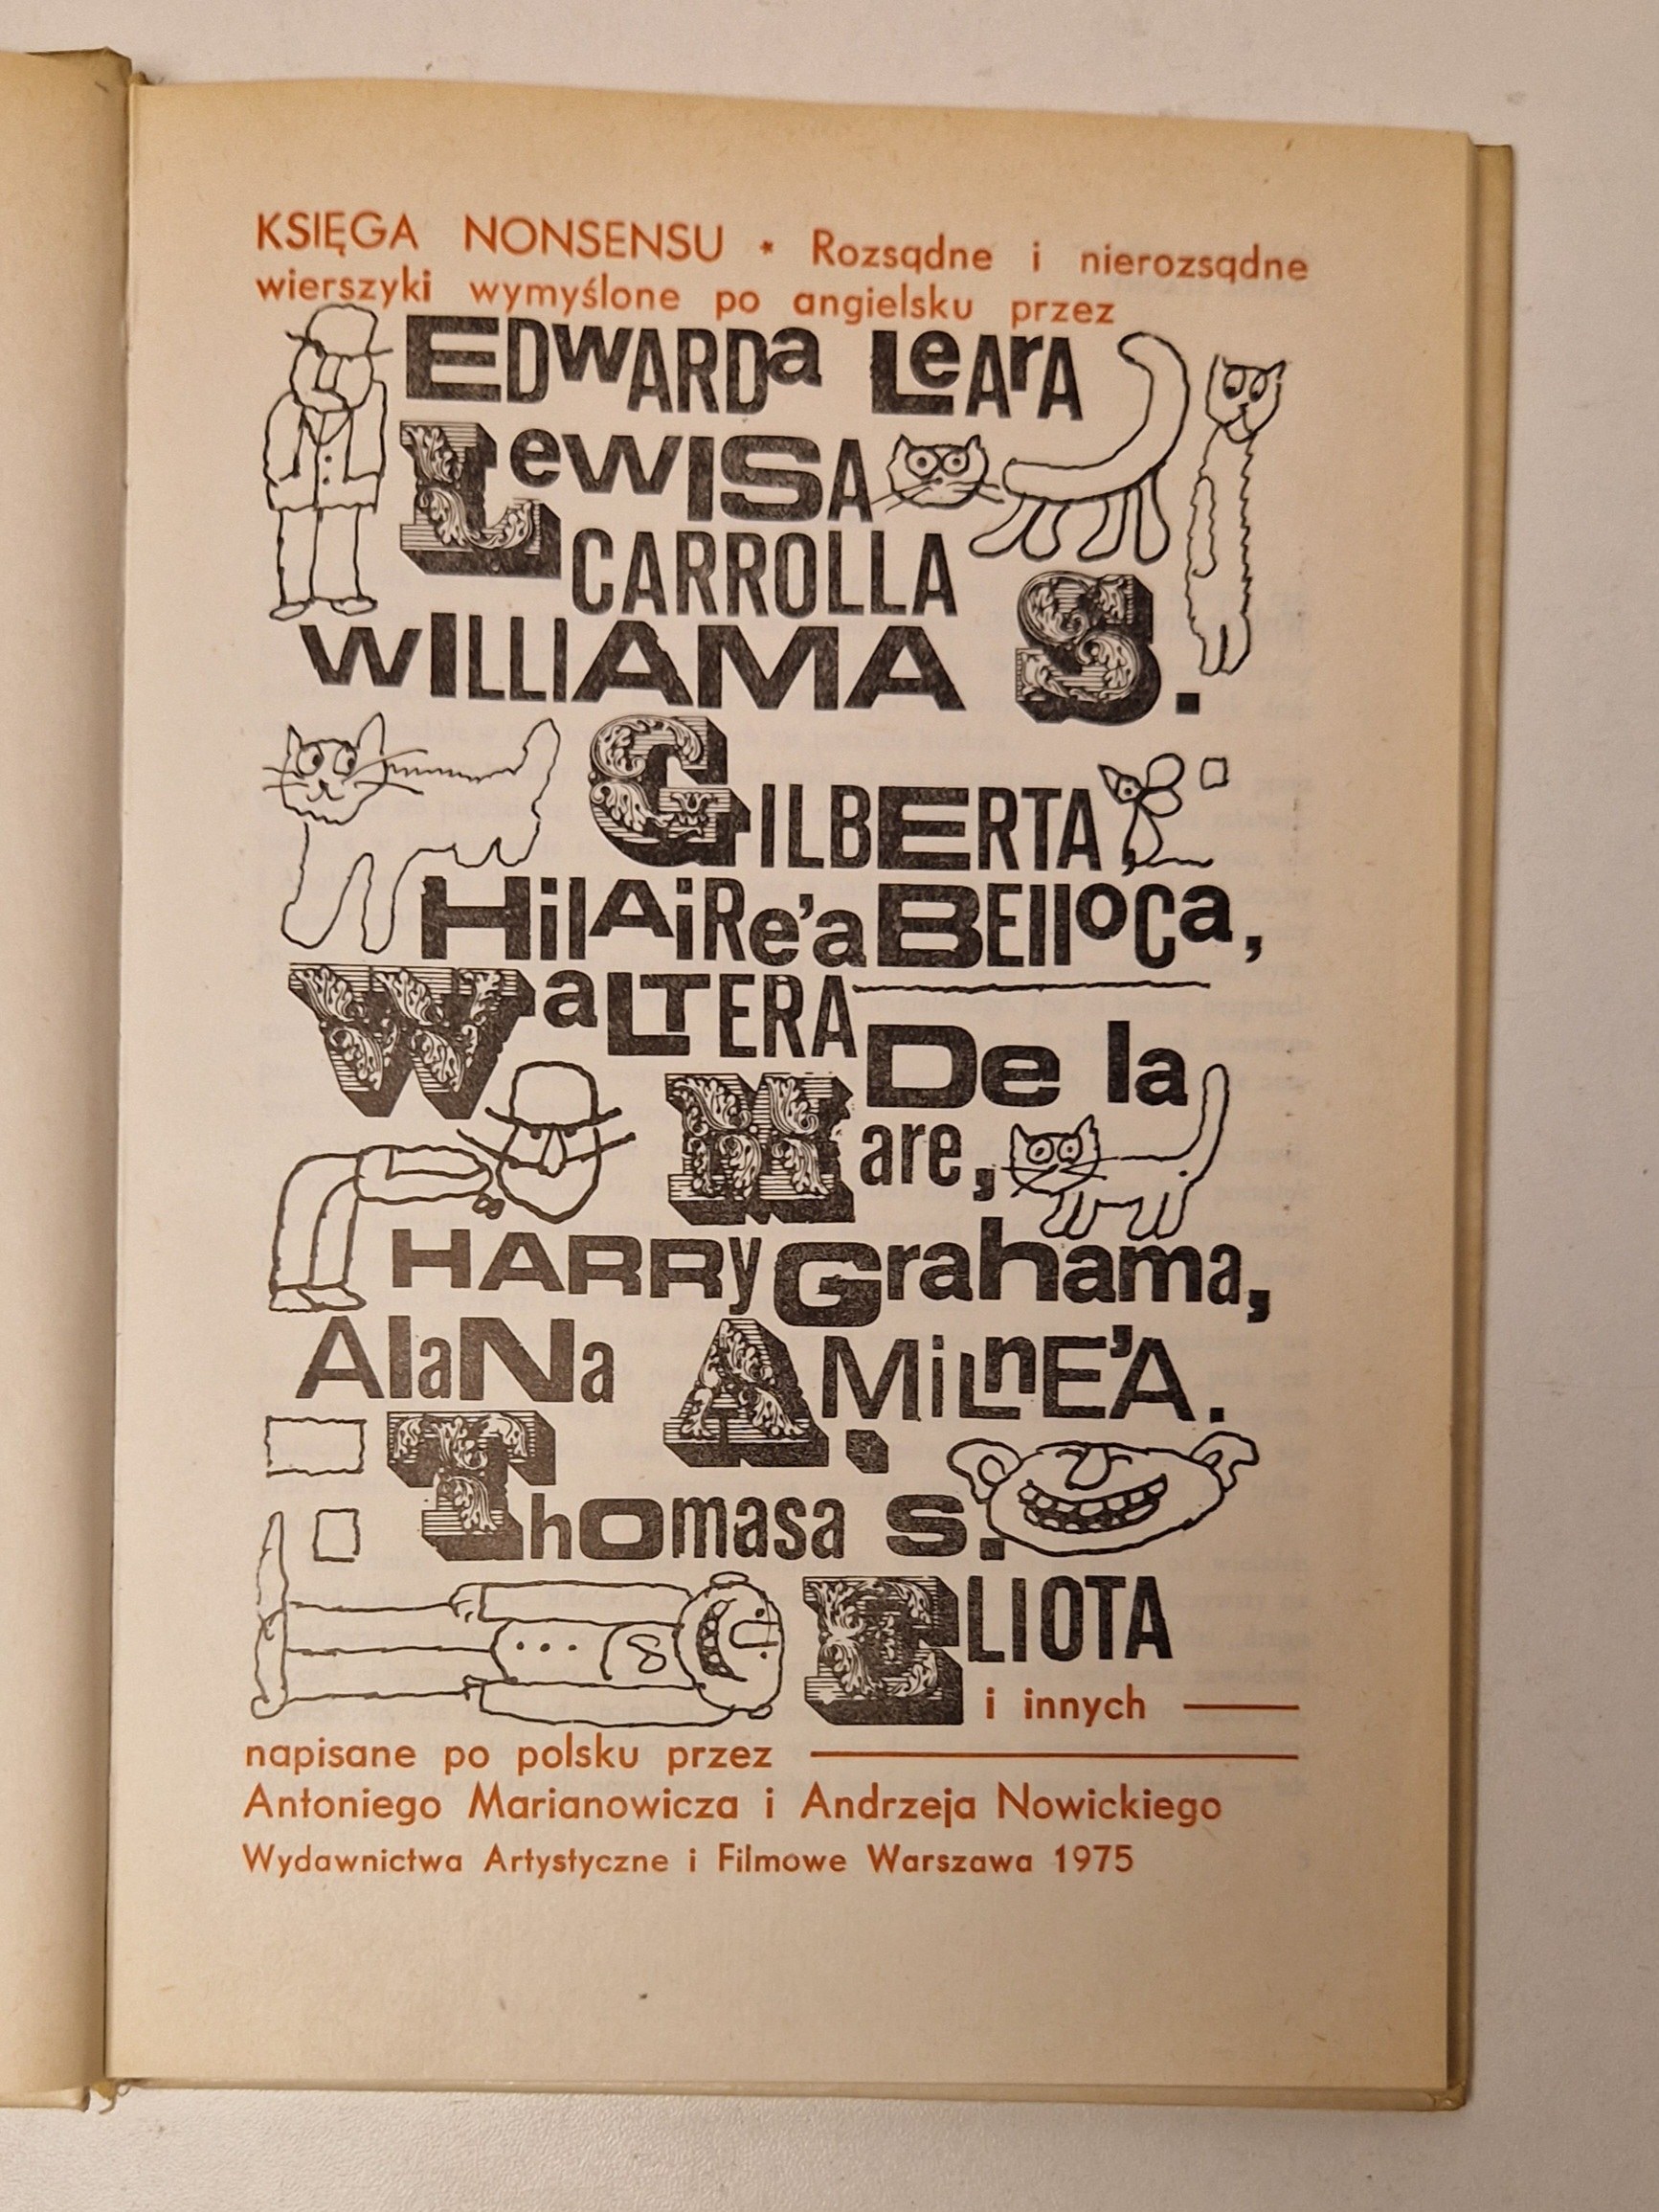 KSIĘGA NONSENSU * Rozsądne i nierozsądne
wierszyki wymyślone po angielsku przez
EDWARDa LeArA
LeWISA
CARROLLA
WILLIAMA S.
GILBERTA
HilAiRe'a BElloCa,
WaLTERA
De la
Mare,
HARRy Grahama,
AlaNa A. MiLnE'A.
Thomasa S.
ELIOTA
i innych
napisane po polsku przez
Antoniego Marianowicza i Andrzeja Nowickiego
Wydawnictwa Artystyczne i Filmowe Warszawa 1975